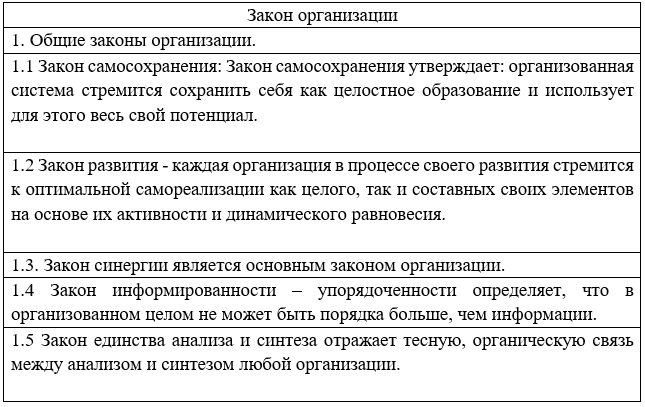 Закон организации
1. Общие законы организации.
1.1 Закон самосохранения: Закон самосохранения утверждает: организованная
система стремится сохранить себя как целостное образование и использует
для этого весь свой потенциал.
1.2 Закон развития - каждая организация в процессе своего развития стремится
к оптимальной самореализации как целого, так и составных своих элементов
на основе их активности и динамического равновесия.
1.3. Закон синергии является основным законом организации.
1.4 Закон информированности – упорядоченности определяет, что в
организованном целом не может быть порядка больше, чем информации.
1.5 Закон единства анализа и синтеза отражает тесную, органическую связь
между анализом и синтезом любой организации.